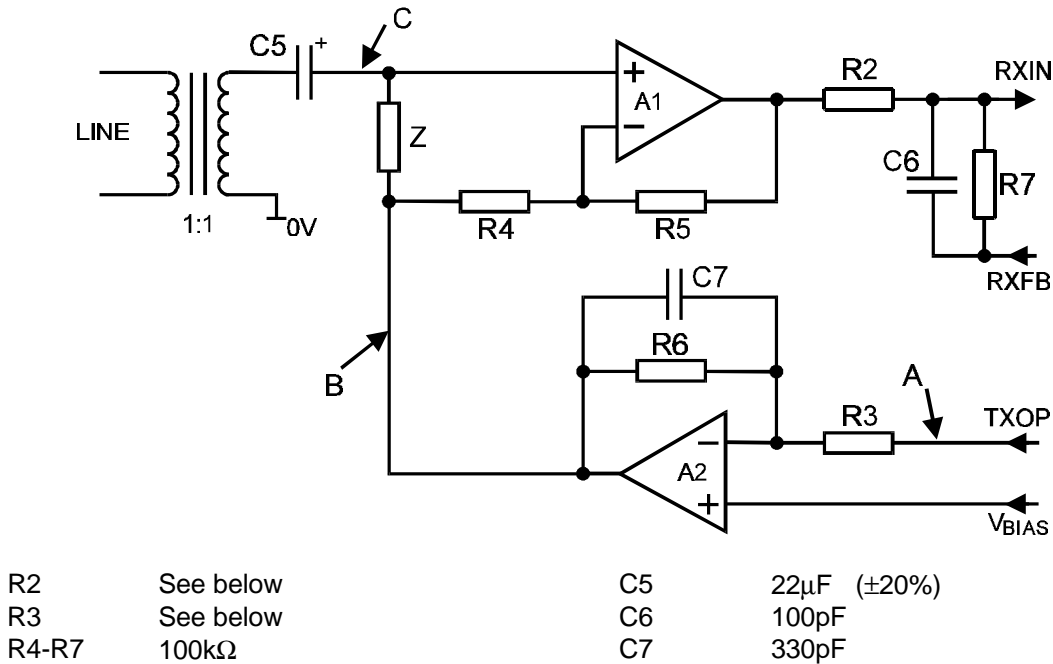 C
C5
+
LINE
1:1
0V
Z
+
A1
−
R4
R5
R2
RXIN
C6
R7
RXFB
C7
R6
B
A
R3
TXOP
−
A2
+
VBIAS
R2 See below C5 22µF (±20%)
R3 See below C6 100pF
R4-R7 100kΩ C7 330pF